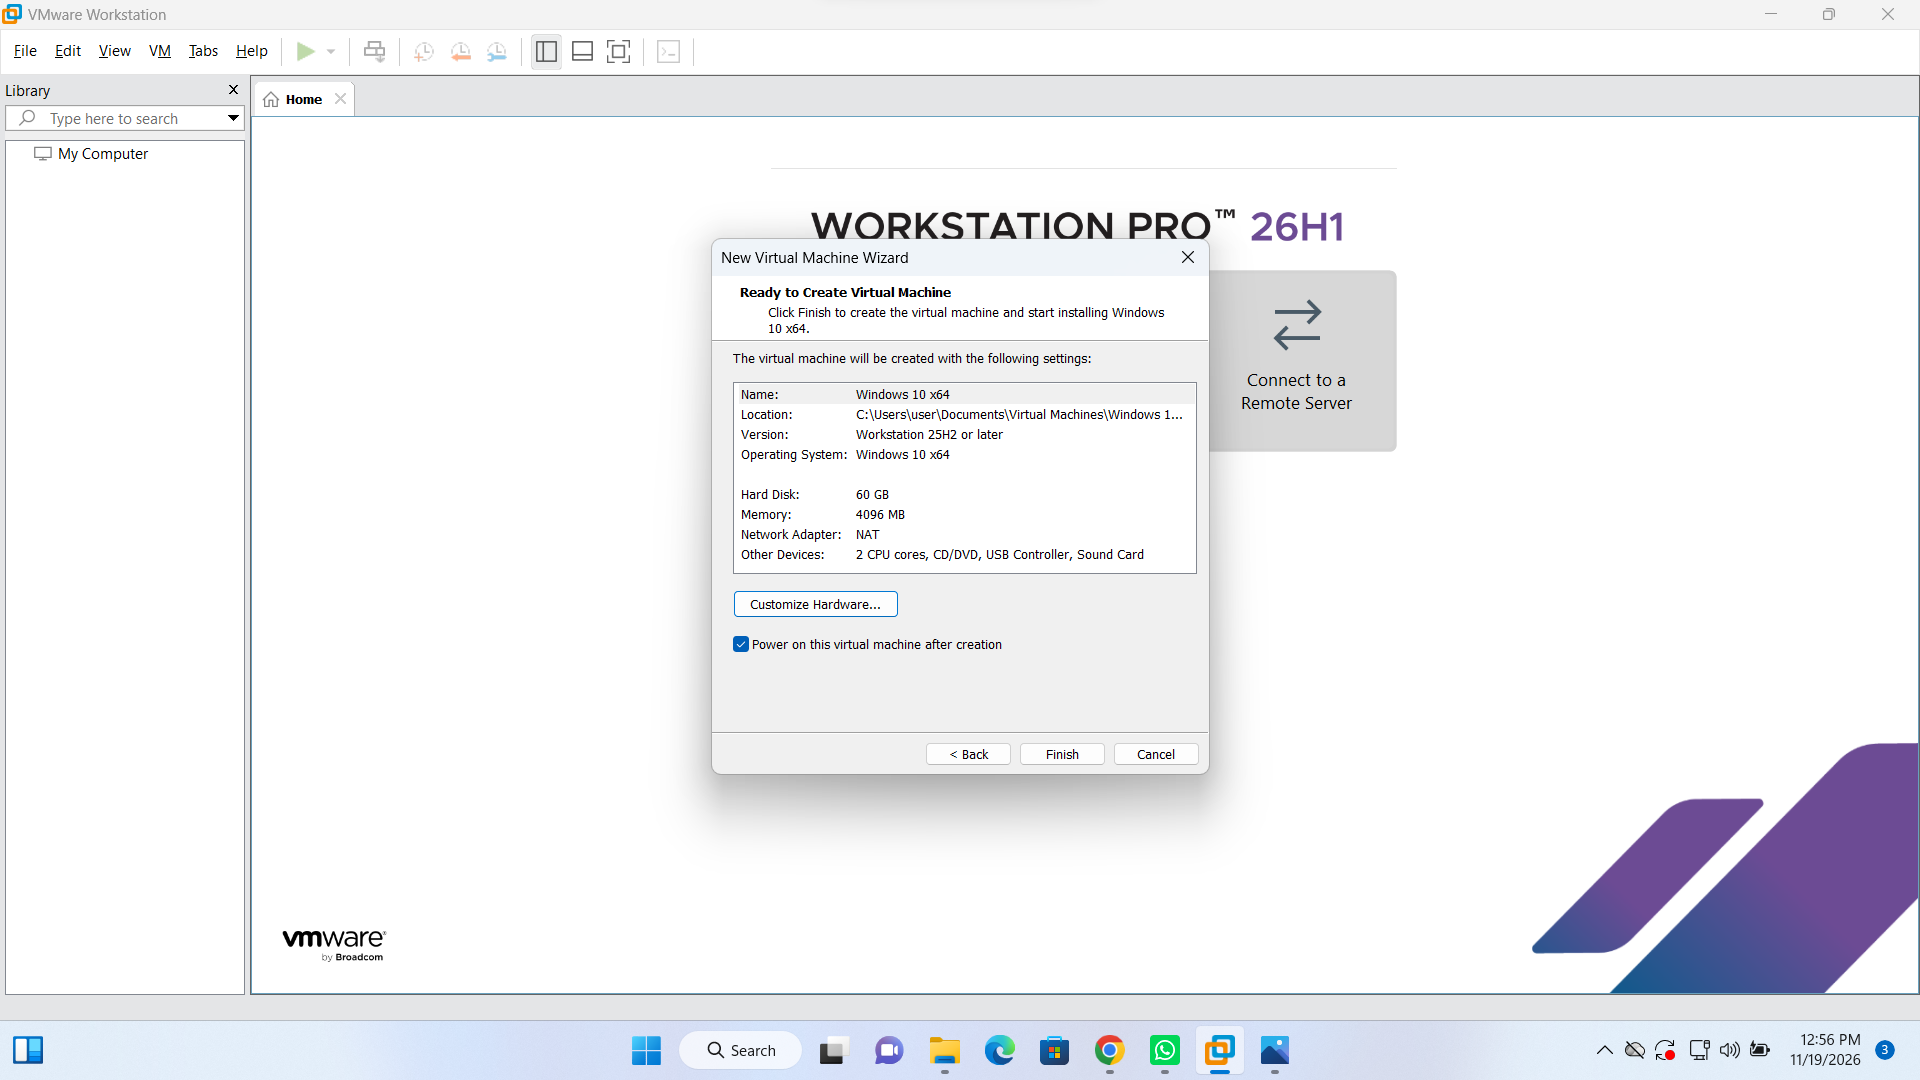 VMware Workstation
File Edit View VM Tabs Help
Library
Type here to search
My Computer
Home
WORKSTATION PRO™ 26H1
Connect to a
Remote Server
New Virtual Machine Wizard
Ready to Create Virtual Machine
Click Finish to create the virtual machine and start installing Windows
10 x64.
The virtual machine will be created with the following settings:
Name: Windows 10 x64
Location: C:\Users\user\Documents\Virtual Machines\Windows 1...
Version: Workstation 25H2 or later
Operating System: Windows 10 x64
Hard Disk: 60 GB
Memory: 4096 MB
Network Adapter: NAT
Other Devices: 2 CPU cores, CD/DVD, USB Controller, Sound Card
Customize Hardware...
Power on this virtual machine after creation
< Back Finish Cancel
vmware®
by Broadcom
Search
12:56 PM
11/19/2026
3